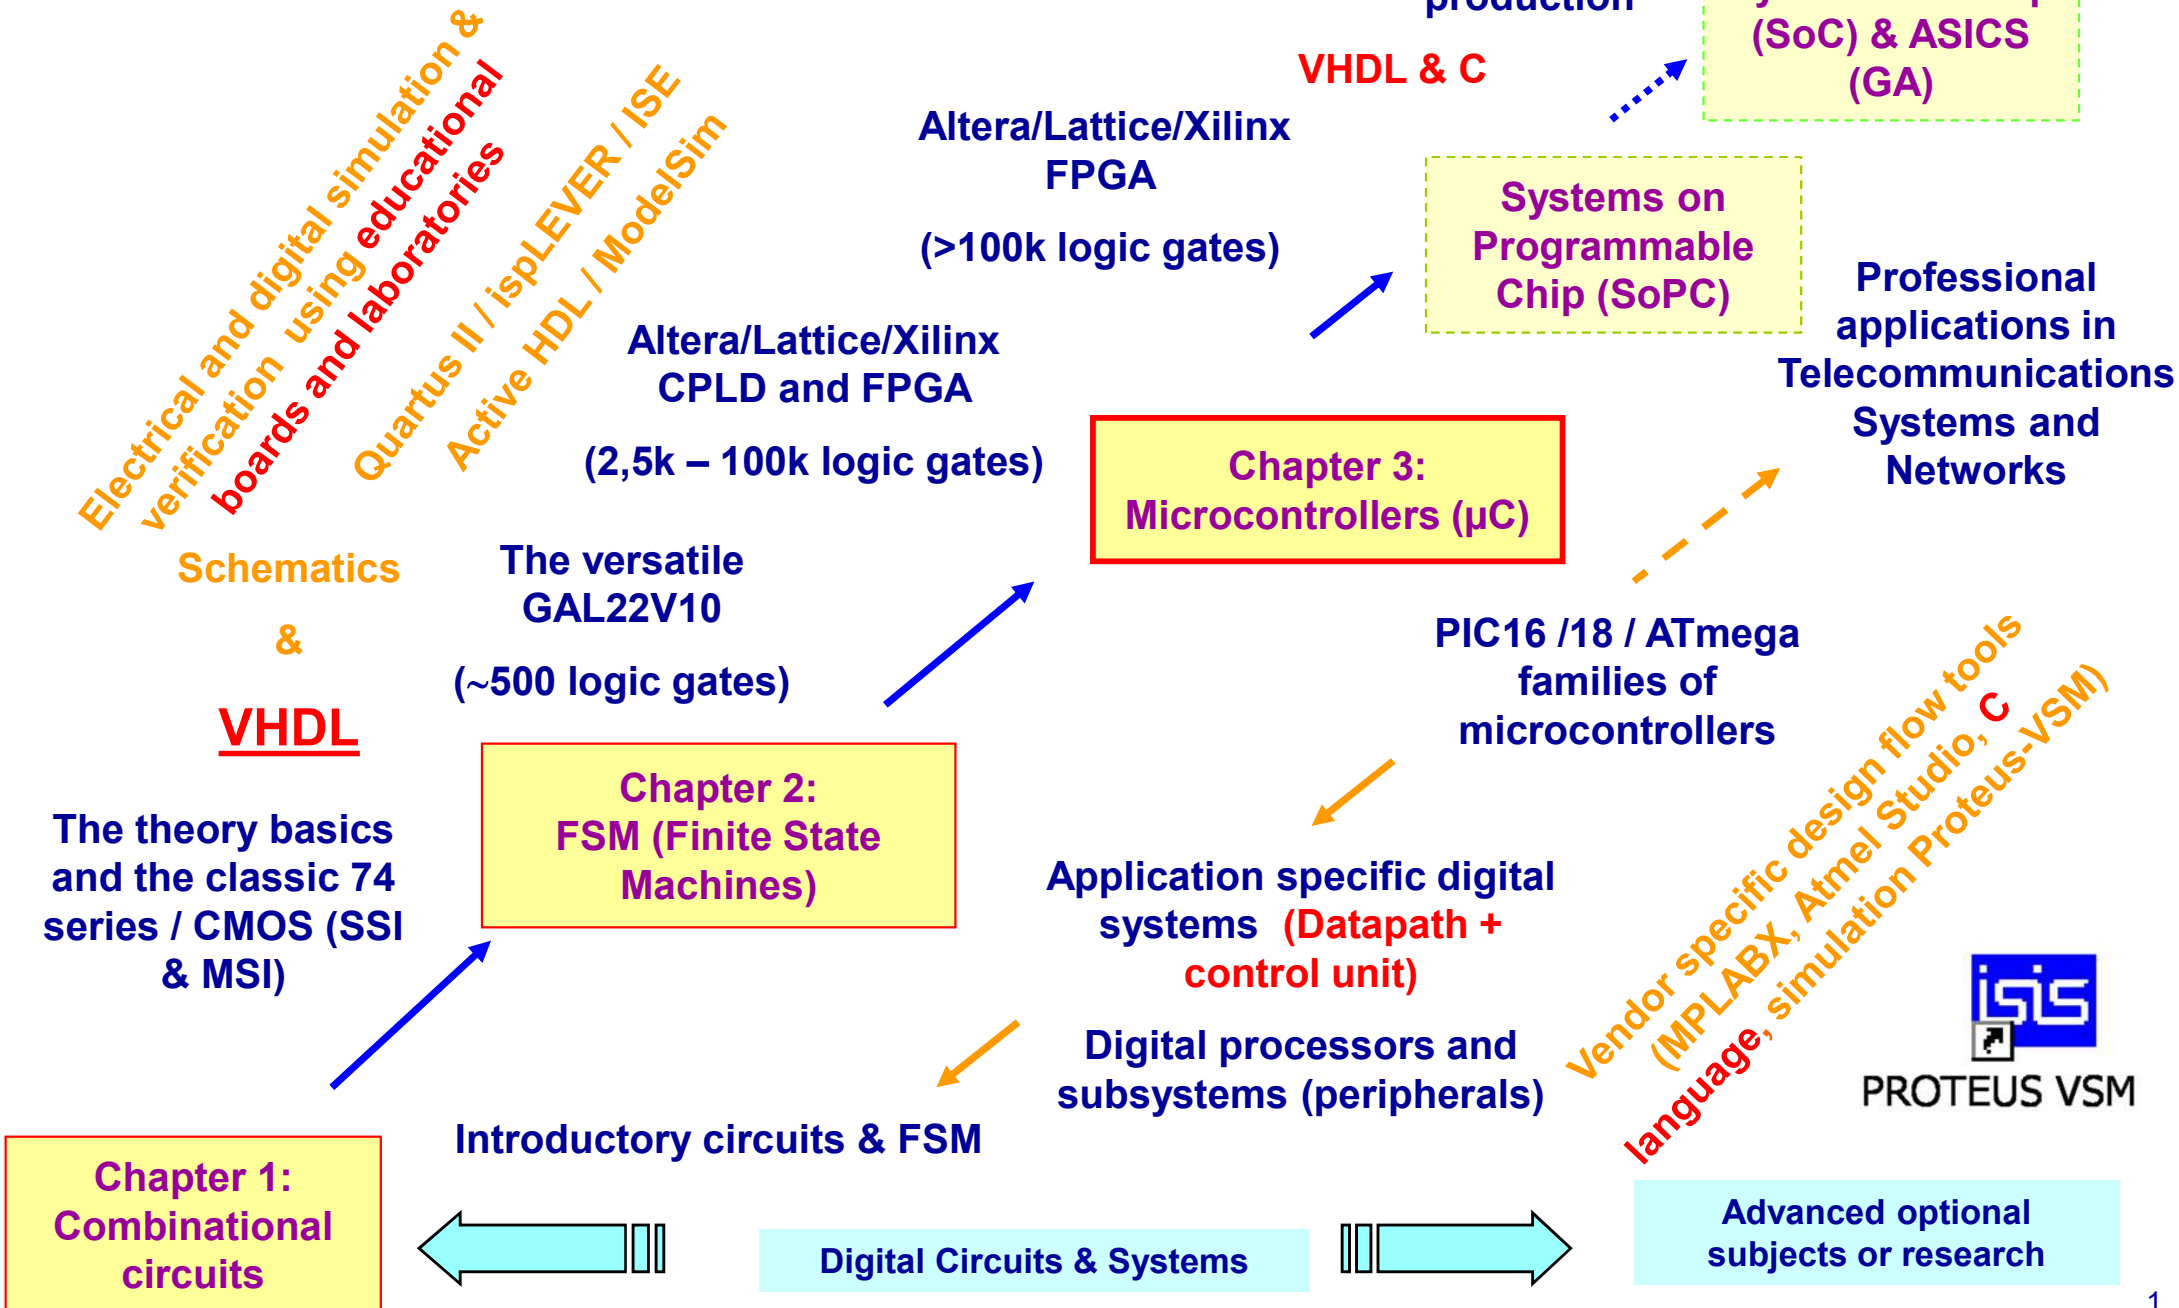 production
(SoC) & ASICS
(GA)
VHDL & C
Altera/Lattice/Xilinx
FPGA
(>100k logic gates)
Systems on
Programmable
Chip (SoPC)
Electrical and digital simulation &
verification using educational
boards and laboratories
Quartus II / ispLEVER / ISE
Active HDL / ModelSim
Altera/Lattice/Xilinx
CPLD and FPGA
(2,5k – 100k logic gates)
Professional
applications in
Telecommunications
Systems and
Networks
Chapter 3:
Microcontrollers (µC)
Schematics
&
VHDL
The versatile
GAL22V10
(~500 logic gates)
PIC16 /18 / ATmega
families of
microcontrollers
Chapter 2:
FSM (Finite State
Machines)
The theory basics
and the classic 74
series / CMOS (SSI
& MSI)
Application specific digital
systems (Datapath +
control unit)
Digital processors and
subsystems (peripherals)
Vendor specific design flow tools
(MPLABX, Atmel Studio, C
language, simulation Proteus-VSM)
isis
PROTEUS VSM
Introductory circuits & FSM
Chapter 1:
Combinational
circuits
Digital Circuits & Systems
Advanced optional
subjects or research
1